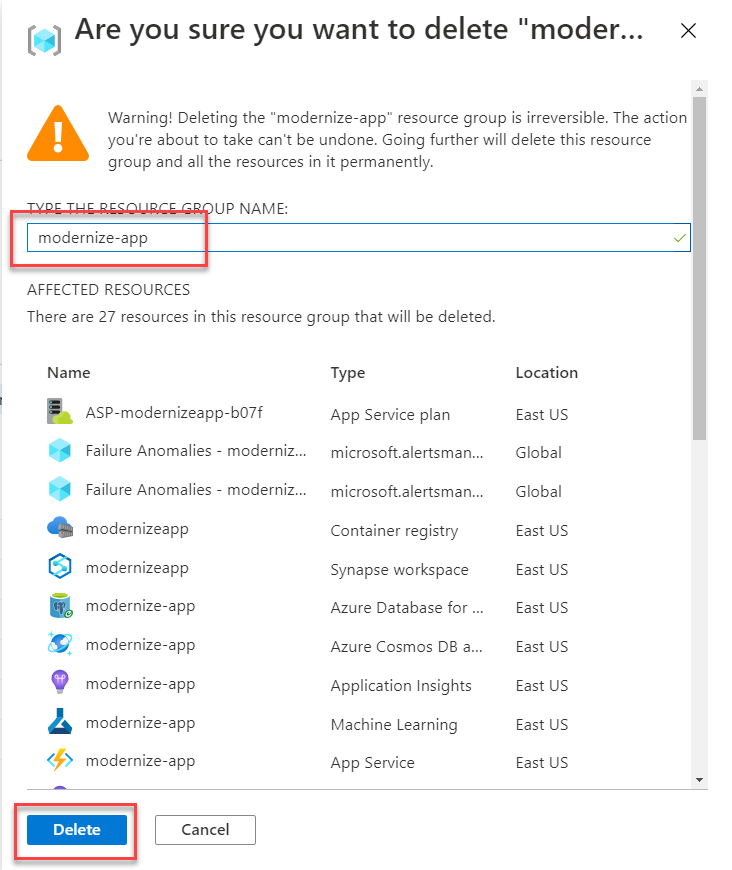 Are you sure you want to delete "moder...
Warning! Deleting the "modernize-app" resource group is irreversible. The action
you're about to take can't be undone. Going further will delete this resource
group and all the resources in it permanently.
TYPE THE RESOURCE GROUP NAME:
modernize-app
AFFECTED RESOURCES
There are 27 resources in this resource group that will be deleted.
Name Type Location
ASP-modernizeapp-b07f App Service plan East US
Failure Anomalies - moderniz... microsoft.alertsman... Global
Failure Anomalies - moderniz... microsoft.alertsman... Global
modernizeapp Container registry East US
modernizeapp Synapse workspace East US
modernize-app Azure Database for ... East US
modernize-app Azure Cosmos DB a... East US
modernize-app Application Insights East US
modernize-app Machine Learning East US
modernize-app App Service East US
Delete Cancel